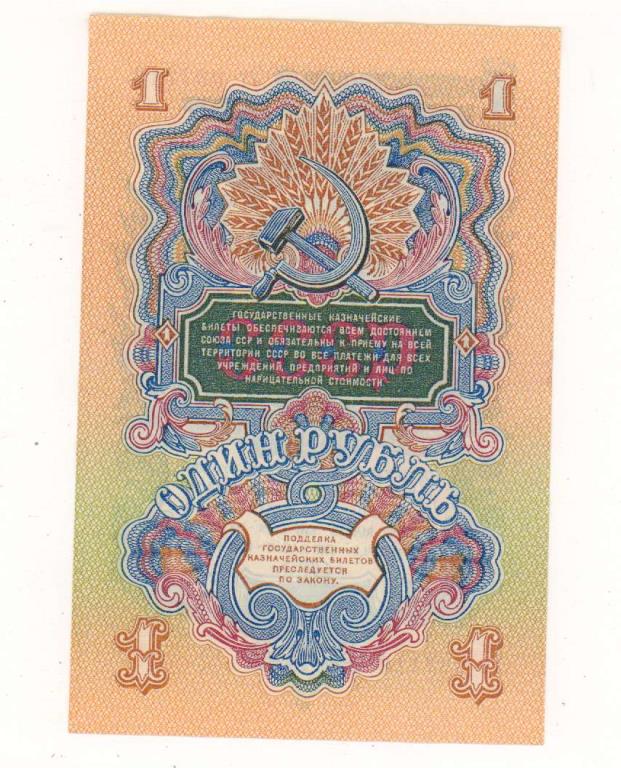 1 1
ГОСУДАРСТВЕННЫЕ КАЗНАЧЕЙСКИЕ
БИЛЕТЫ ОБЕСПЕЧИВАЮТСЯ ВСЕМ ДОСТОЯНИЕМ
1 СОЮЗА ССР И ОБЯЗАТЕЛЬНЫ К ПРИЕМУ НА ВСЕЙ 1
ТЕРРИТОРИИ СССР ВО ВСЕ ПЛАТЕЖИ ДЛЯ ВСЕХ
УЧРЕЖДЕНИЙ, ПРЕДПРИЯТИЙ И ЛИЦ ПО
НАРИЦАТЕЛЬНОЙ СТОИМОСТИ
ОДИН РУБЛЬ
ПОДДЕЛКА
ГОСУДАРСТВЕННЫХ
КАЗНАЧЕЙСКИХ БИЛЕТОВ
ПРЕСЛЕДУЕТСЯ
ПО ЗАКОНУ.
1 1